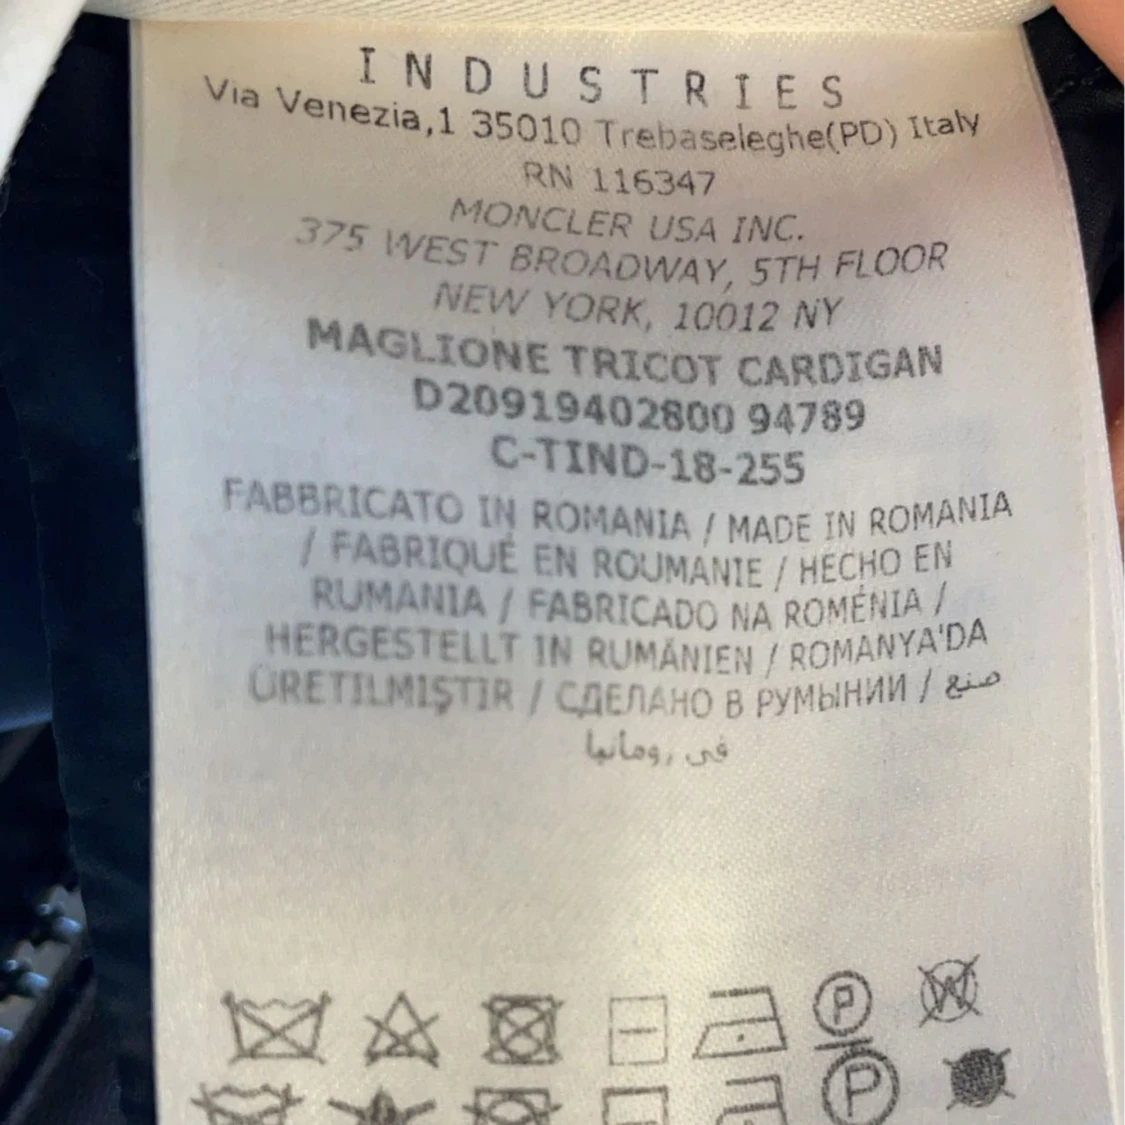 INDUSTRIES
Via Venezia,1 35010 Trebaseleghe(PD) Italy
RN 116347
MONCLER USA INC.
375 WEST BROADWAY, 5TH FLOOR
NEW YORK, 10012 NY
MAGLIONE TRICOT CARDIGAN
D20919402800 94789
C-TIND-18-255
FABBRICATO IN ROMANIA / MADE IN ROMANIA
/ FABRIQUÉ EN ROUMANIE / HECHO EN
RUMANIA / FABRICADO NA ROMÉNIA /
HERGESTELLT IN RUMÄNIEN / ROMANYA'DA
ÜRETILMIŞTIR / СДЕЛАНО В РУМЫНИИ / صنع
في رومانيا
P W
P